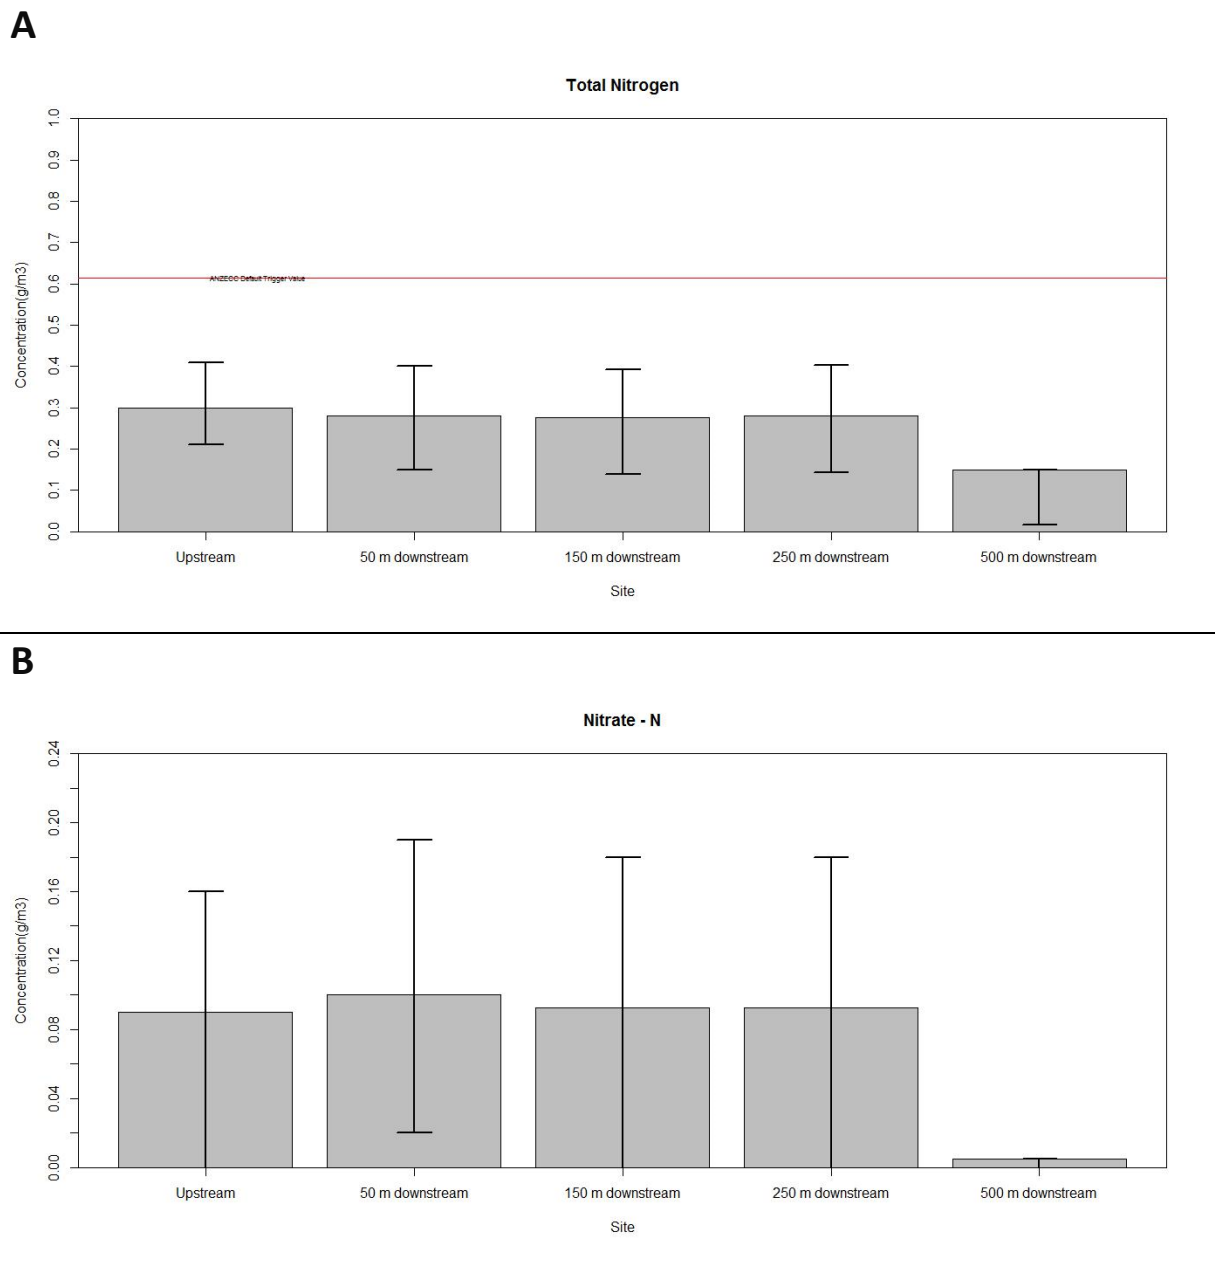 A
Total Nitrogen
1.0
0.9
0.8
0.7
0.6
0.5
0.4
0.3
0.2
0.1
0.0
Concentration(g/m3)
ANZECC Default Trigger Value
Upstream 50 m downstream 150 m downstream 250 m downstream 500 m downstream
Site
B
Nitrate - N
0.24
0.20
0.16
0.12
0.08
0.04
0.00
Concentration(g/m3)
Upstream 50 m downstream 150 m downstream 250 m downstream 500 m downstream
Site